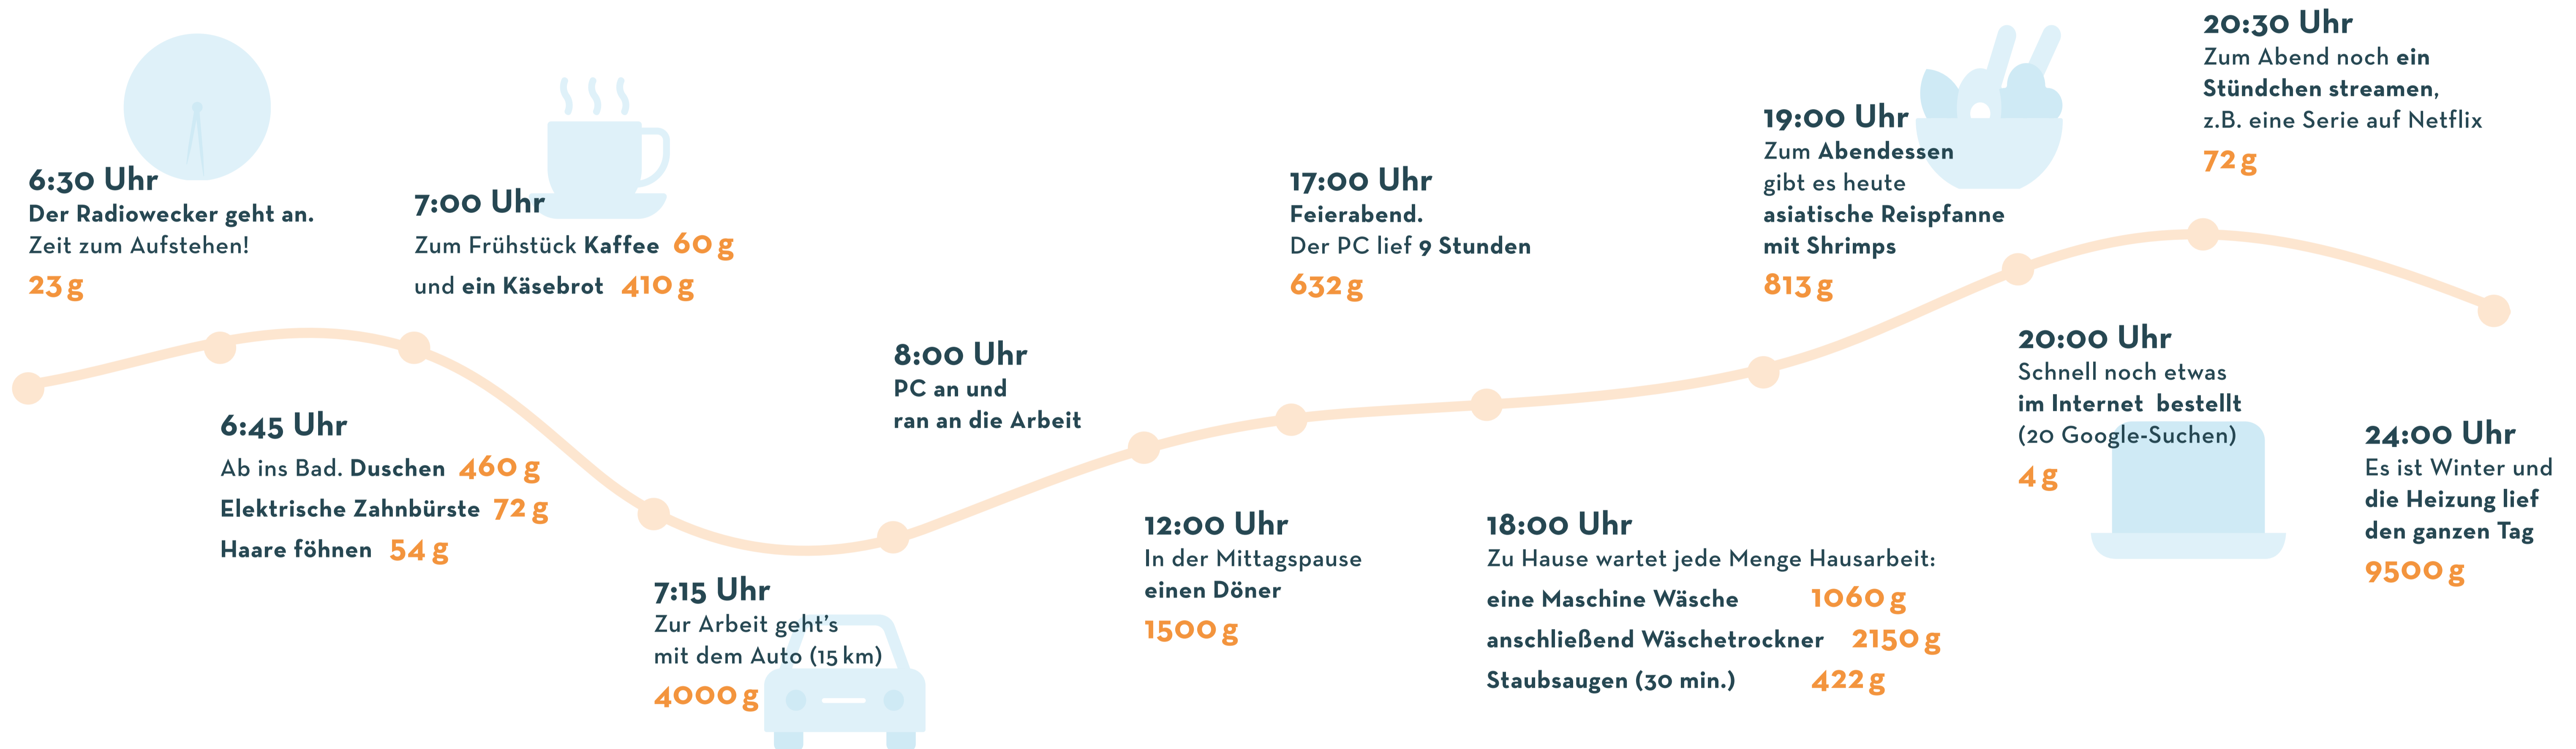 6:30 Uhr
Der Radiowecker geht an.
Zeit zum Aufstehen!
23 g
6:45 Uhr
Ab ins Bad. Duschen 460 g
Elektrische Zahnbürste 72 g
Haare föhnen 54 g
7:00 Uhr
Zum Frühstück Kaffee 60 g
und ein Käsebrot 410 g
7:15 Uhr
Zur Arbeit geht’s
mit dem Auto (15 km)
4000 g
8:00 Uhr
PC an und
ran an die Arbeit
12:00 Uhr
In der Mittagspause
einen Döner
1500 g
17:00 Uhr
Feierabend.
Der PC lief 9 Stunden
632 g
18:00 Uhr
Zu Hause wartet jede Menge Hausarbeit:
eine Maschine Wäsche 1060 g
anschließend Wäschetrockner 2150 g
Staubsaugen (30 min.) 422 g
19:00 Uhr
Zum Abendessen
gibt es heute
asiatische Reispfanne
mit Shrimps
813 g
20:00 Uhr
Schnell noch etwas
im Internet bestellt
(20 Google-Suchen)
4 g
20:30 Uhr
Zum Abend noch ein
Stündchen streamen,
z.B. eine Serie auf Netflix
72 g
24:00 Uhr
Es ist Winter und
die Heizung lief
den ganzen Tag
9500 g